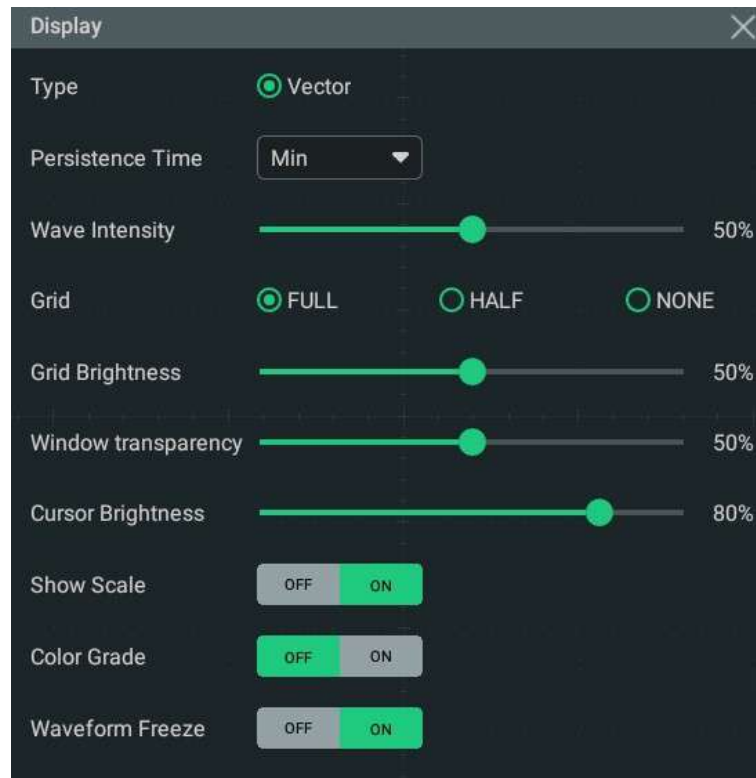 Display
Type Vector
Persistence Time Min
Wave Intensity 50%
Grid FULL HALF NONE
Grid Brightness 50%
Window transparency 50%
Cursor Brightness 80%
Show Scale OFF ON
Color Grade OFF ON
Waveform Freeze OFF ON